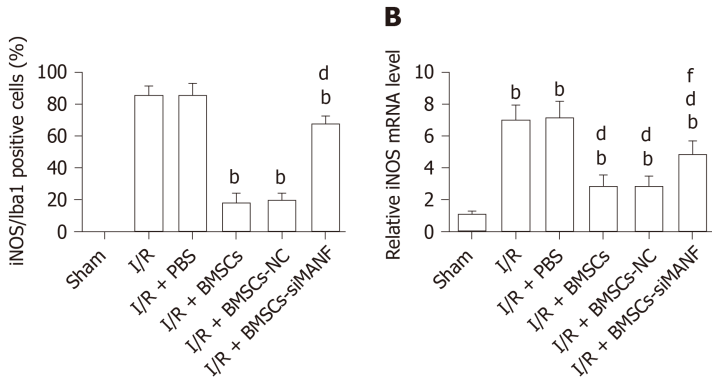 B
iNOS/Iba1 positive cells (%)
100
80
60
40
20
0
d
b
b
b
Sham
I/R
I/R + PBS
I/R + BMSCs
I/R + BMSCs-NC
I/R + BMSCs-siMANF
Relative iNOS mRNA level
10
8
6
4
2
0
b
b
d
b
d
b
f
d
b
Sham
I/R
I/R + PBS
I/R + BMSCs
I/R + BMSCs-NC
I/R + BMSCs-siMANF